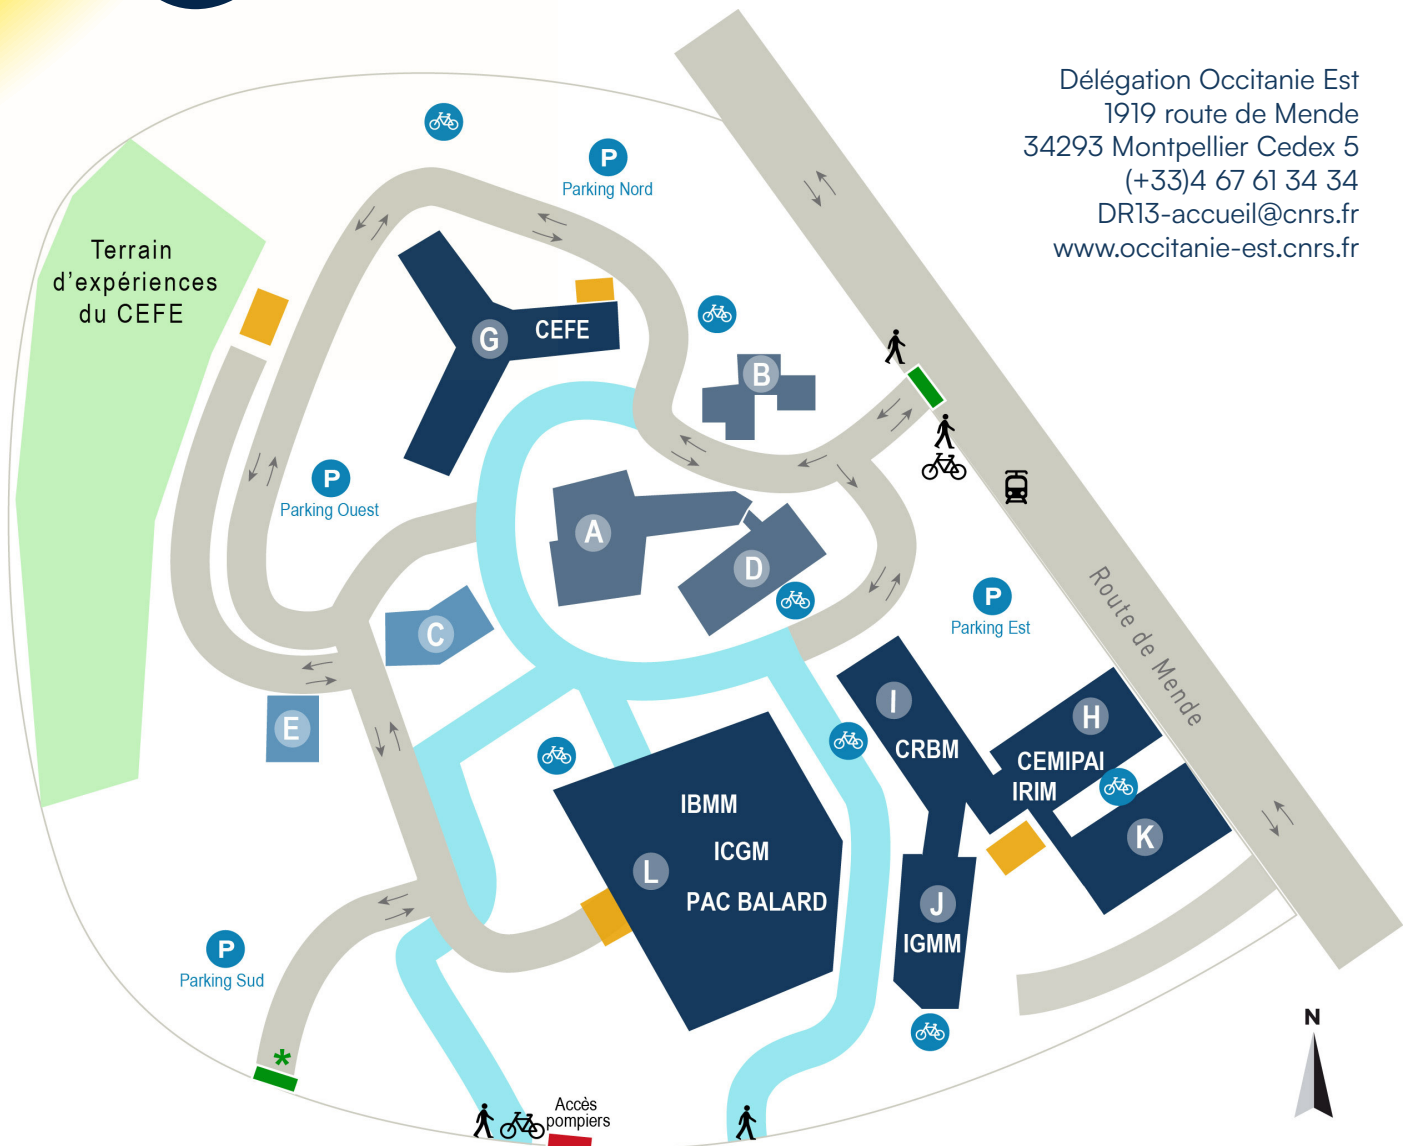 Délégation Occitanie Est
1919 route de Mende
34293 Montpellier Cedex 5
(+33)4 67 61 34 34
DR13-accueil@cnrs.fr
www.occitanie-est.cnrs.fr
P
Parking Nord
Terrain
d'expériences
du CEFE
G
CEFE
B
P
Parking Ouest
A
D
P
Parking Est
Route de Mende
C
E
I
CRBM
H
CEMIPAI
IRIM
K
IBMM
ICGM
L
PAC BALARD
J
IGMM
P
Parking Sud
*
N
Accès
pompiers